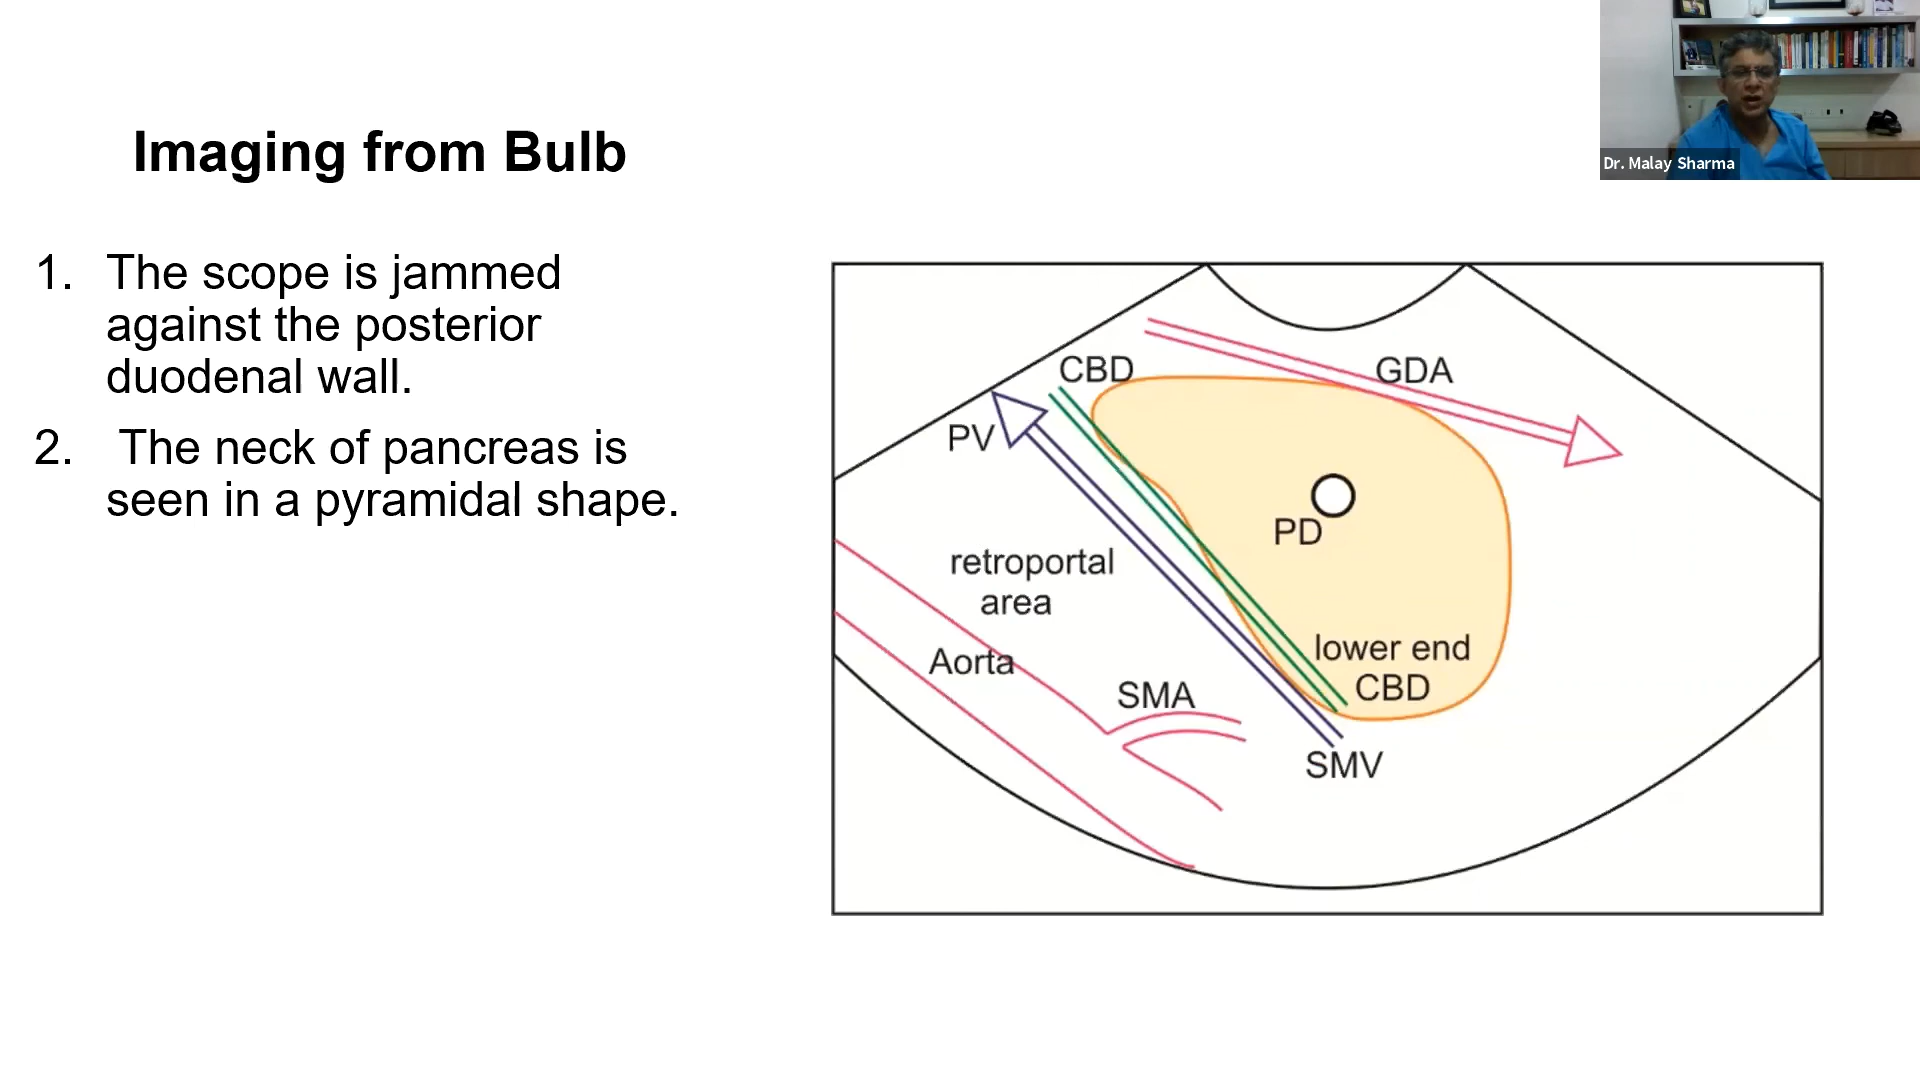 Dr. Malay Sharma
Imaging from Bulb
1. The scope is jammed
against the posterior
duodenal wall.
2. The neck of pancreas is
seen in a pyramidal shape.
CBD
GDA
PV
PD
retroportal
area
lower end
CBD
Aorta
SMA
SMV